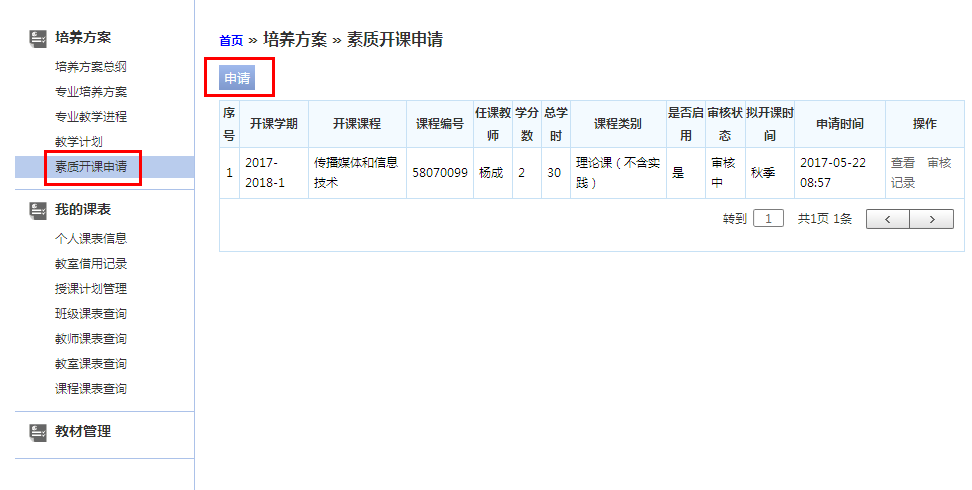 培养方案
培养方案总纲
专业培养方案
专业教学进程
教学计划
素质开课申请
我的课表
个人课表信息
教室借用记录
授课计划管理
班级课表查询
教师课表查询
教室课表查询
课程课表查询
教材管理
首页 » 培养方案 » 素质开课申请
申请
序号 开课学期 开课课程 课程编号 任课教师 学分数 总学时 课程类别 是否启用 审核状态 拟开课时间 申请时间 操作
1 2017-2018-1 传播媒体和信息技术 58070099 杨成 2 30 理论课（不含实践） 是 审核中 秋季 2017-05-22 08:57 查看 审核记录
转到 1 共1页 1条 < >